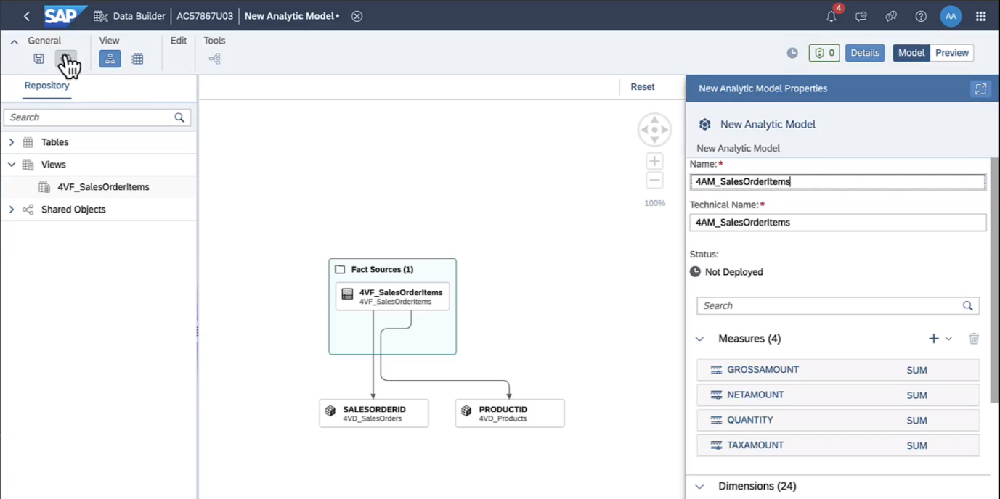 SAP Data Builder AC57867U03 New Analytic Model* 4 AA
General View Edit Tools
0 Details Model Preview
Repository
Search
Tables
Views
4VF_SalesOrderItems
Shared Objects
Reset
100%
Fact Sources (1)
4VF_SalesOrderItems
4VF_SalesOrderItems
SALESORDERID
4VD_SalesOrders
PRODUCTID
4VD_Products
New Analytic Model Properties
New Analytic Model
New Analytic Model
Name:*
4AM_SalesOrderItems
Technical Name:*
4AM_SalesOrderItems
Status:
Not Deployed
Search
Measures (4)
GROSSAMOUNT SUM
NETAMOUNT SUM
QUANTITY SUM
TAXAMOUNT SUM
Dimensions (24)